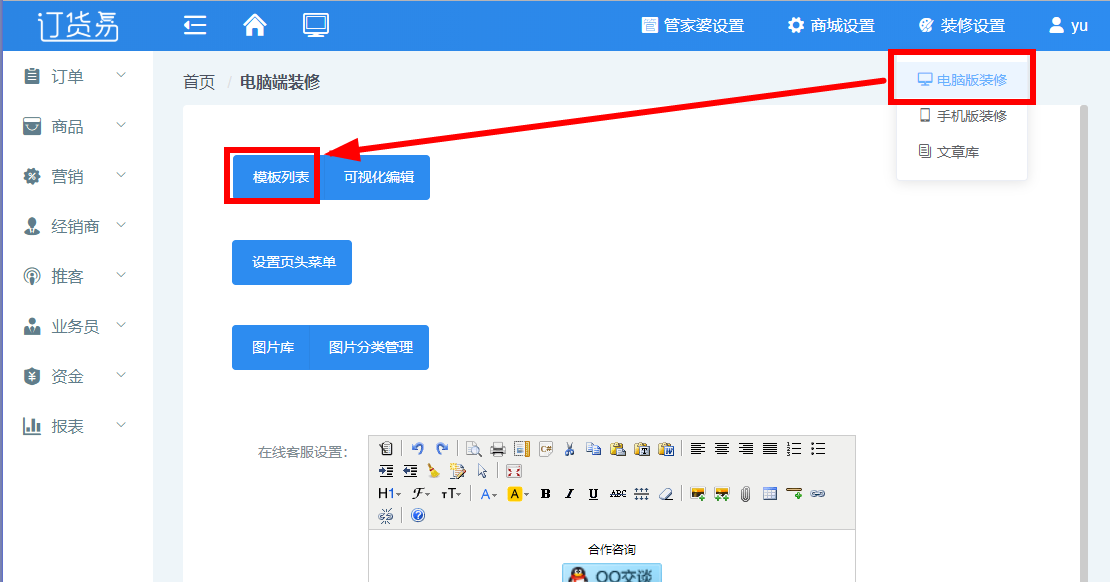 订货易
管家婆设置 商城设置 装修设置 yu
首页 / 电脑端装修
电脑版装修
手机版装修
文章库
订单
商品
营销
经销商
推客
业务员
资金
报表
模板列表 可视化编辑
设置页头菜单
图片库 图片分类管理
在线客服设置：
C#
T W
H1 F TT A A B I U ABC
合作咨询
QQ交谈